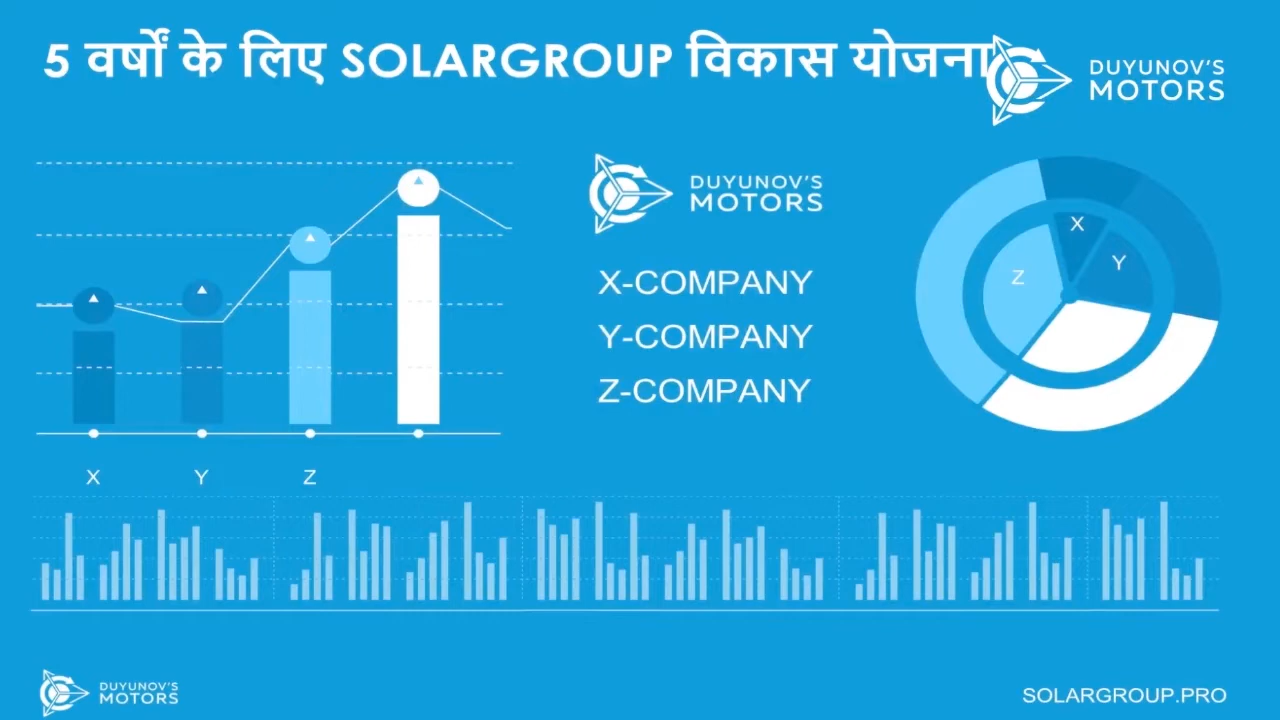 5 वर्षों के लिए SOLARGROUP विकास योजना
DUYUNOV'S
MOTORS
DUYUNOV'S
MOTORS
X-COMPANY
Y-COMPANY
Z-COMPANY
X
Y
Z
X Y Z
DUYUNOV'S
MOTORS
SOLARGROUP.PRO